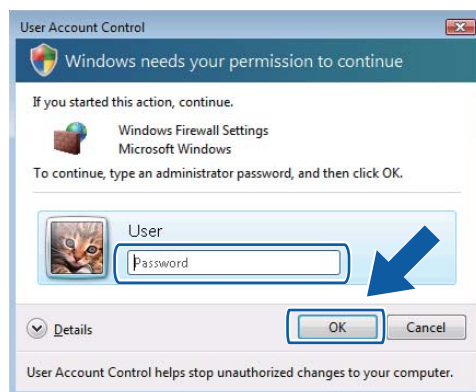 User Account Control
Windows needs your permission to continue
If you started this action, continue.
Windows Firewall Settings
Microsoft Windows
To continue, type an administrator password, and then click OK.
User
Password
Details
OK
Cancel
User Account Control helps stop unauthorized changes to your computer.